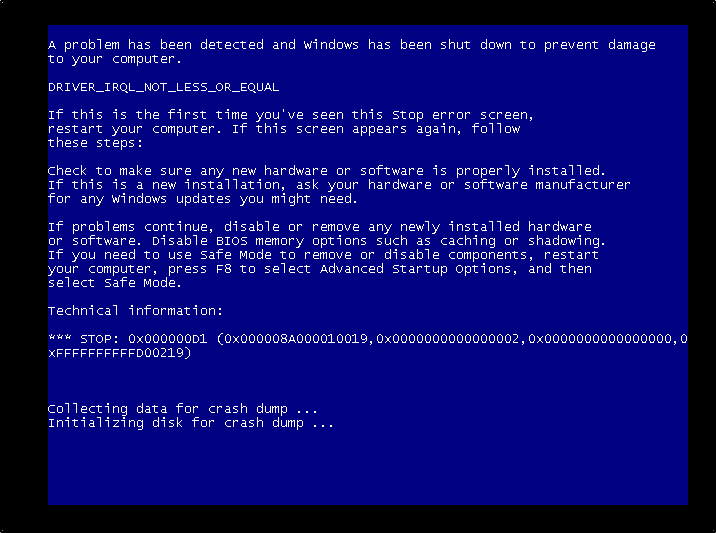 A problem has been detected and Windows has been shut down to prevent damage
to your computer.
DRIVER_IRQL_NOT_LESS_OR_EQUAL
If this is the first time you've seen this Stop error screen,
restart your computer. If this screen appears again, follow
these steps:
Check to make sure any new hardware or software is properly installed.
If this is a new installation, ask your hardware or software manufacturer
for any Windows updates you might need.
If problems continue, disable or remove any newly installed hardware
or software. Disable BIOS memory options such as caching or shadowing.
If you need to use Safe Mode to remove or disable components, restart
your computer, press F8 to select Advanced Startup Options, and then
select Safe Mode.
Technical information:
*** STOP: 0x000000D1 (0x000008A000010019,0x0000000000000002,0x0000000000000000,0
xFFFFFFFFFFD00219)
Collecting data for crash dump ...
Initializing disk for crash dump ...